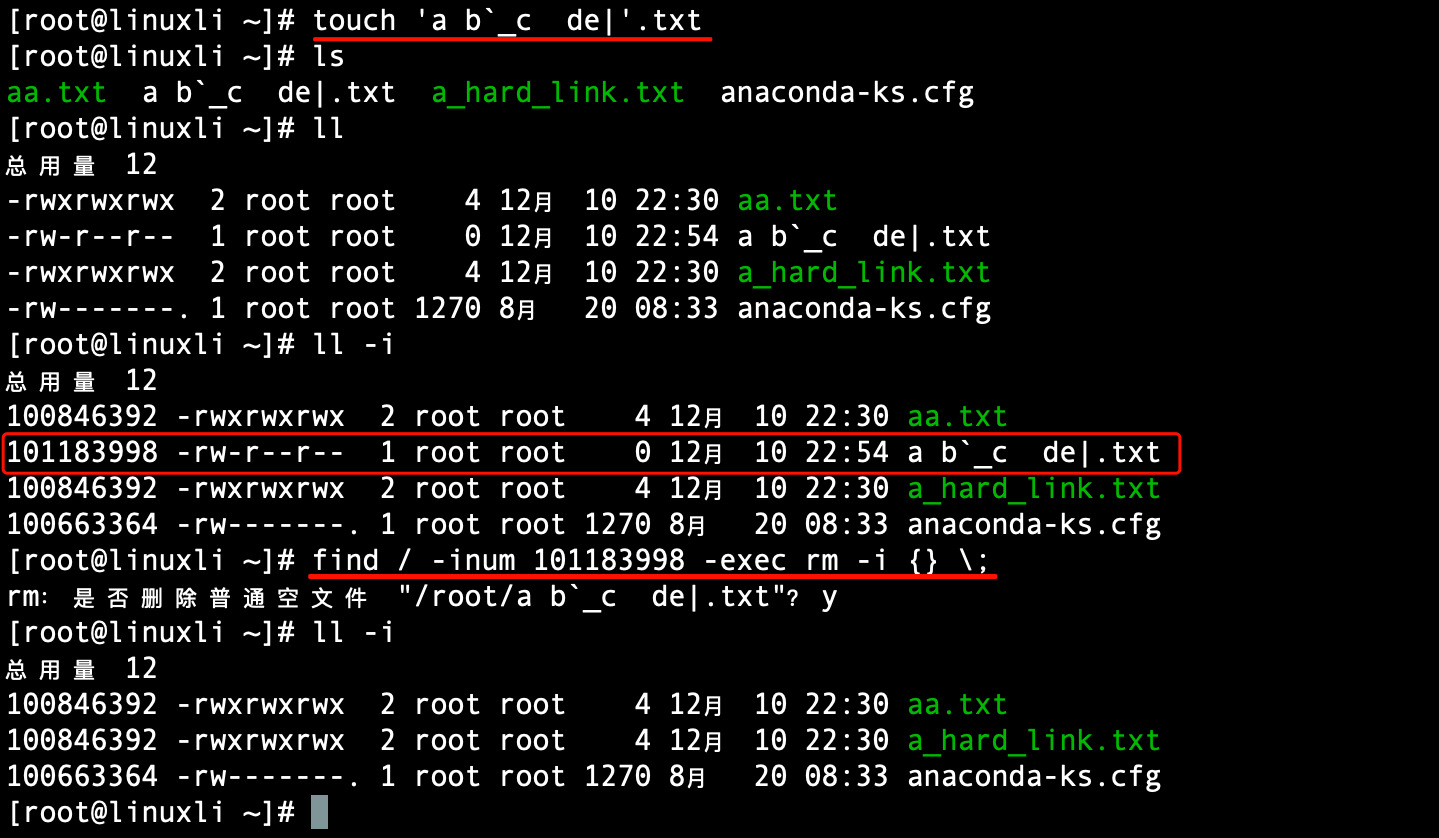 [root@linuxli ~]# touch 'a b`_c  de|'.txt
[root@linuxli ~]# ls
aa.txt  a b`_c  de|.txt  a_hard_link.txt  anaconda-ks.cfg
[root@linuxli ~]# ll
总用量 12
-rwxrwxrwx  2 root root    4 12月  10 22:30 aa.txt
-rw-r--r--  1 root root    0 12月  10 22:54 a b`_c  de|.txt
-rwxrwxrwx  2 root root    4 12月  10 22:30 a_hard_link.txt
-rw-------. 1 root root 1270 8月   20 08:33 anaconda-ks.cfg
[root@linuxli ~]# ll -i
总用量 12
100846392 -rwxrwxrwx  2 root root    4 12月  10 22:30 aa.txt
101183998 -rw-r--r--  1 root root    0 12月  10 22:54 a b`_c  de|.txt
100846392 -rwxrwxrwx  2 root root    4 12月  10 22:30 a_hard_link.txt
100663364 -rw-------. 1 root root 1270 8月   20 08:33 anaconda-ks.cfg
[root@linuxli ~]# find / -inum 101183998 -exec rm -i {} \;
rm：是否删除普通空文件 "/root/a b`_c  de|.txt"？y
[root@linuxli ~]# ll -i
总用量 12
100846392 -rwxrwxrwx  2 root root    4 12月  10 22:30 aa.txt
100846392 -rwxrwxrwx  2 root root    4 12月  10 22:30 a_hard_link.txt
100663364 -rw-------. 1 root root 1270 8月   20 08:33 anaconda-ks.cfg
[root@linuxli ~]#